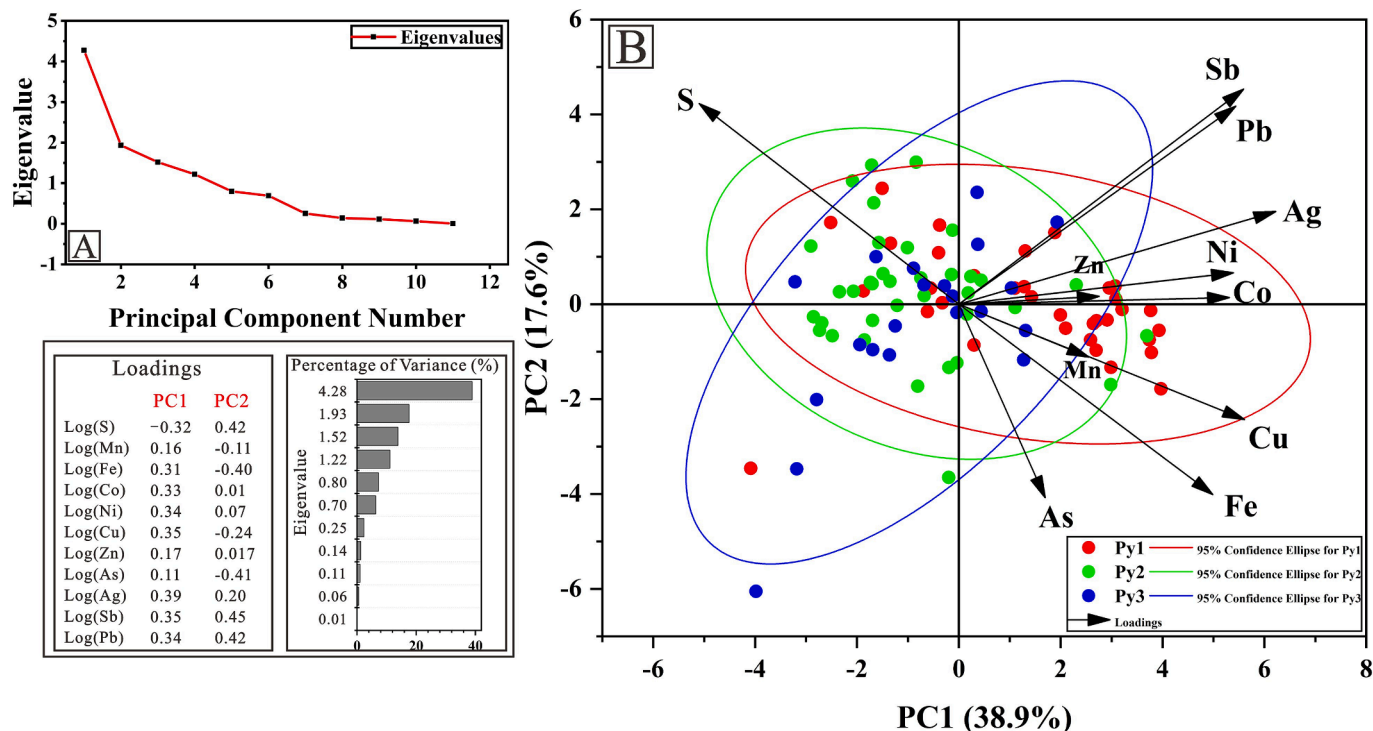 5
4
3
2
1
0
-1
Eigenvalue
Eigenvalues
A
2
4
6
8
10
12
Principal Component Number
Loadings
PC1 PC2
Log(S) −0.32 0.42
Log(Mn) 0.16 -0.11
Log(Fe) 0.31 -0.40
Log(Co) 0.33 0.01
Log(Ni) 0.34 0.07
Log(Cu) 0.35 -0.24
Log(Zn) 0.17 0.017
Log(As) 0.11 -0.41
Log(Ag) 0.39 0.20
Log(Sb) 0.35 0.45
Log(Pb) 0.34 0.42
Percentage of Variance (%)
Eigenvalue
4.28
1.93
1.52
1.22
0.80
0.70
0.25
0.14
0.11
0.06
0.01
0 20 40
B
6
4
2
0
-2
-4
-6
PC2 (17.6%)
S
Sb
Pb
Ag
Ni
Zn
Co
Mn
Cu
Fe
As
Py1 95% Confidence Ellipse for Py1
Py2 95% Confidence Ellipse for Py2
Py3 95% Confidence Ellipse for Py3
Loadings
-6 -4 -2 0 2 4 6 8
PC1 (38.9%)